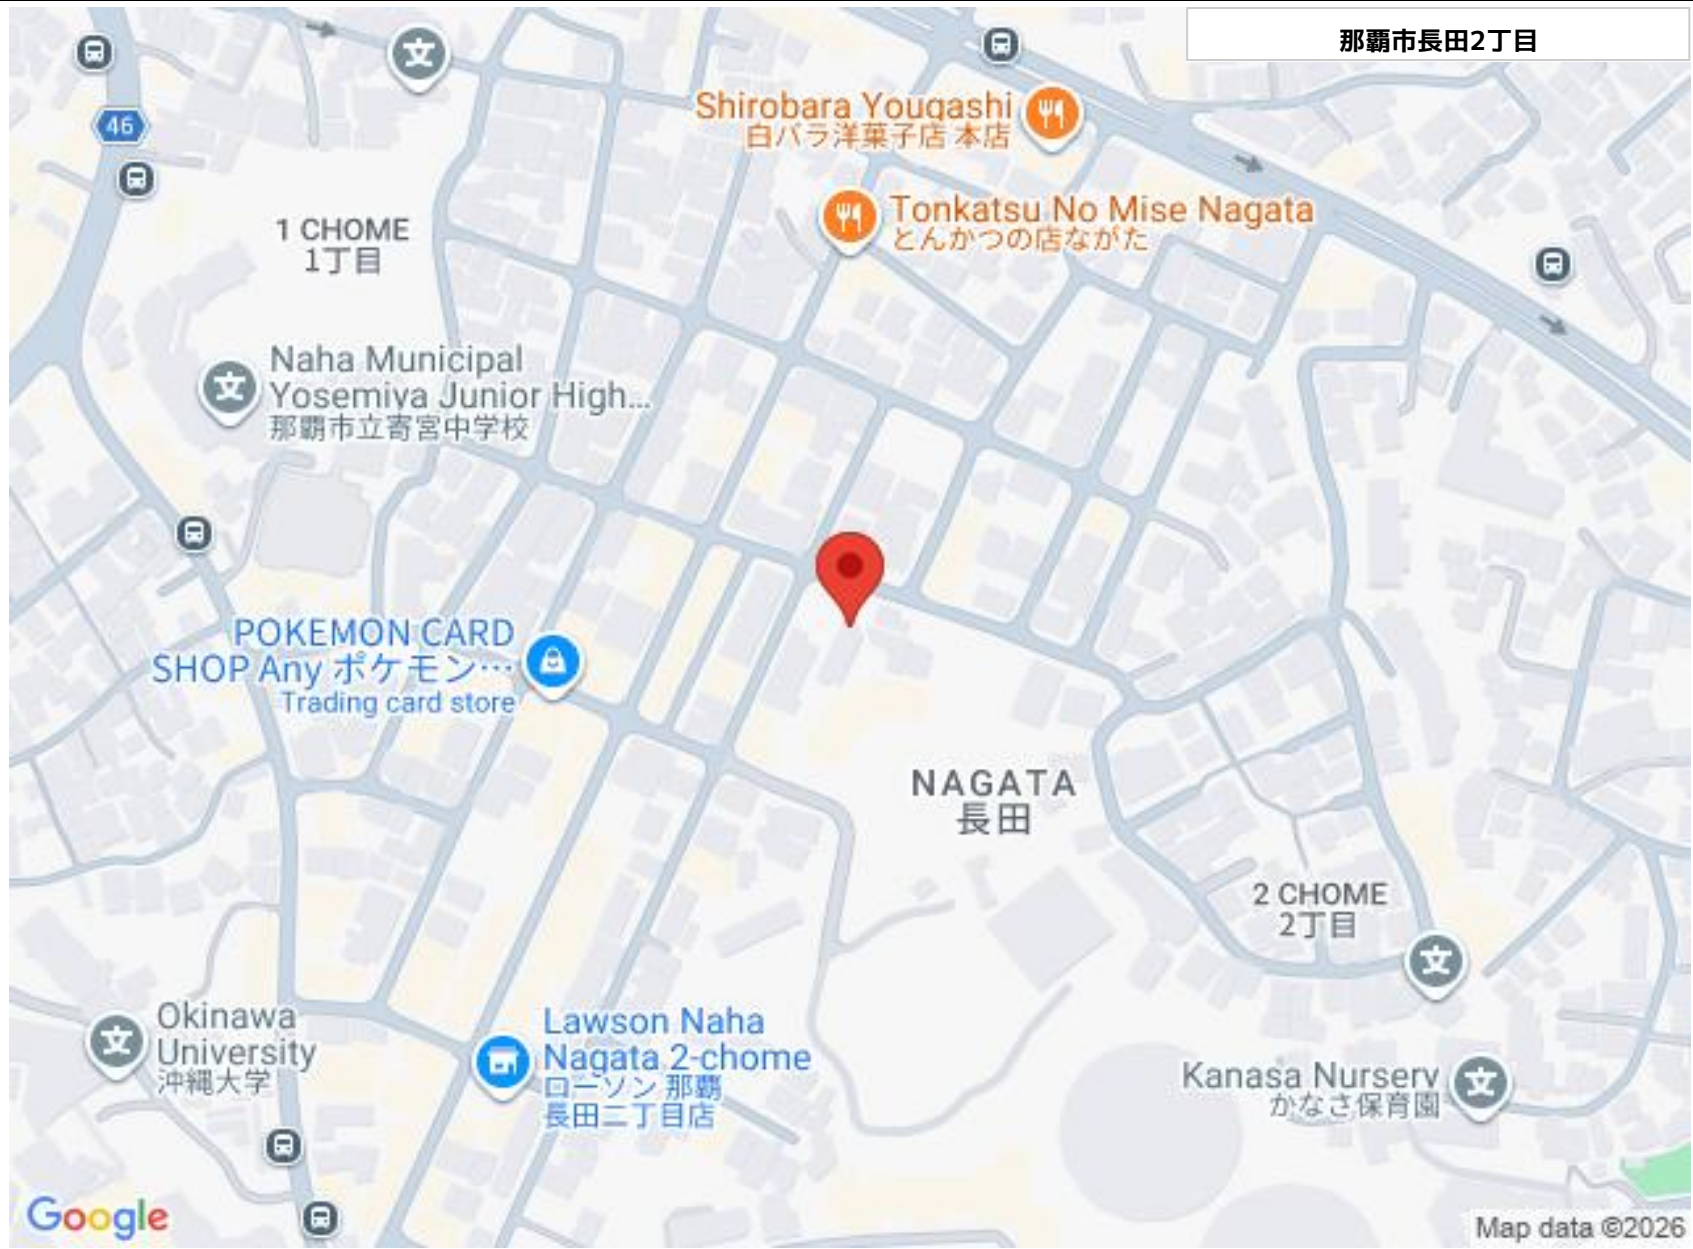 那覇市長田2丁目
46
文
Shirobara Yougashi
白バラ洋菓子店 本店
Tonkatsu No Mise Nagata
とんかつの店ながた
1 CHOME
1丁目
文
Naha Municipal
Yosemiya Junior High...
那覇市立寄宮中学校
POKEMON CARD
SHOP Any ポケモン…
Trading card store
NAGATA
長田
2 CHOME
2丁目
文
文
Okinawa
University
沖縄大学
Lawson Naha
Nagata 2-chome
ローソン 那覇
長田二丁目店
Kanasa Nursery
かなさ保育園
文
Google
Map data ©2026